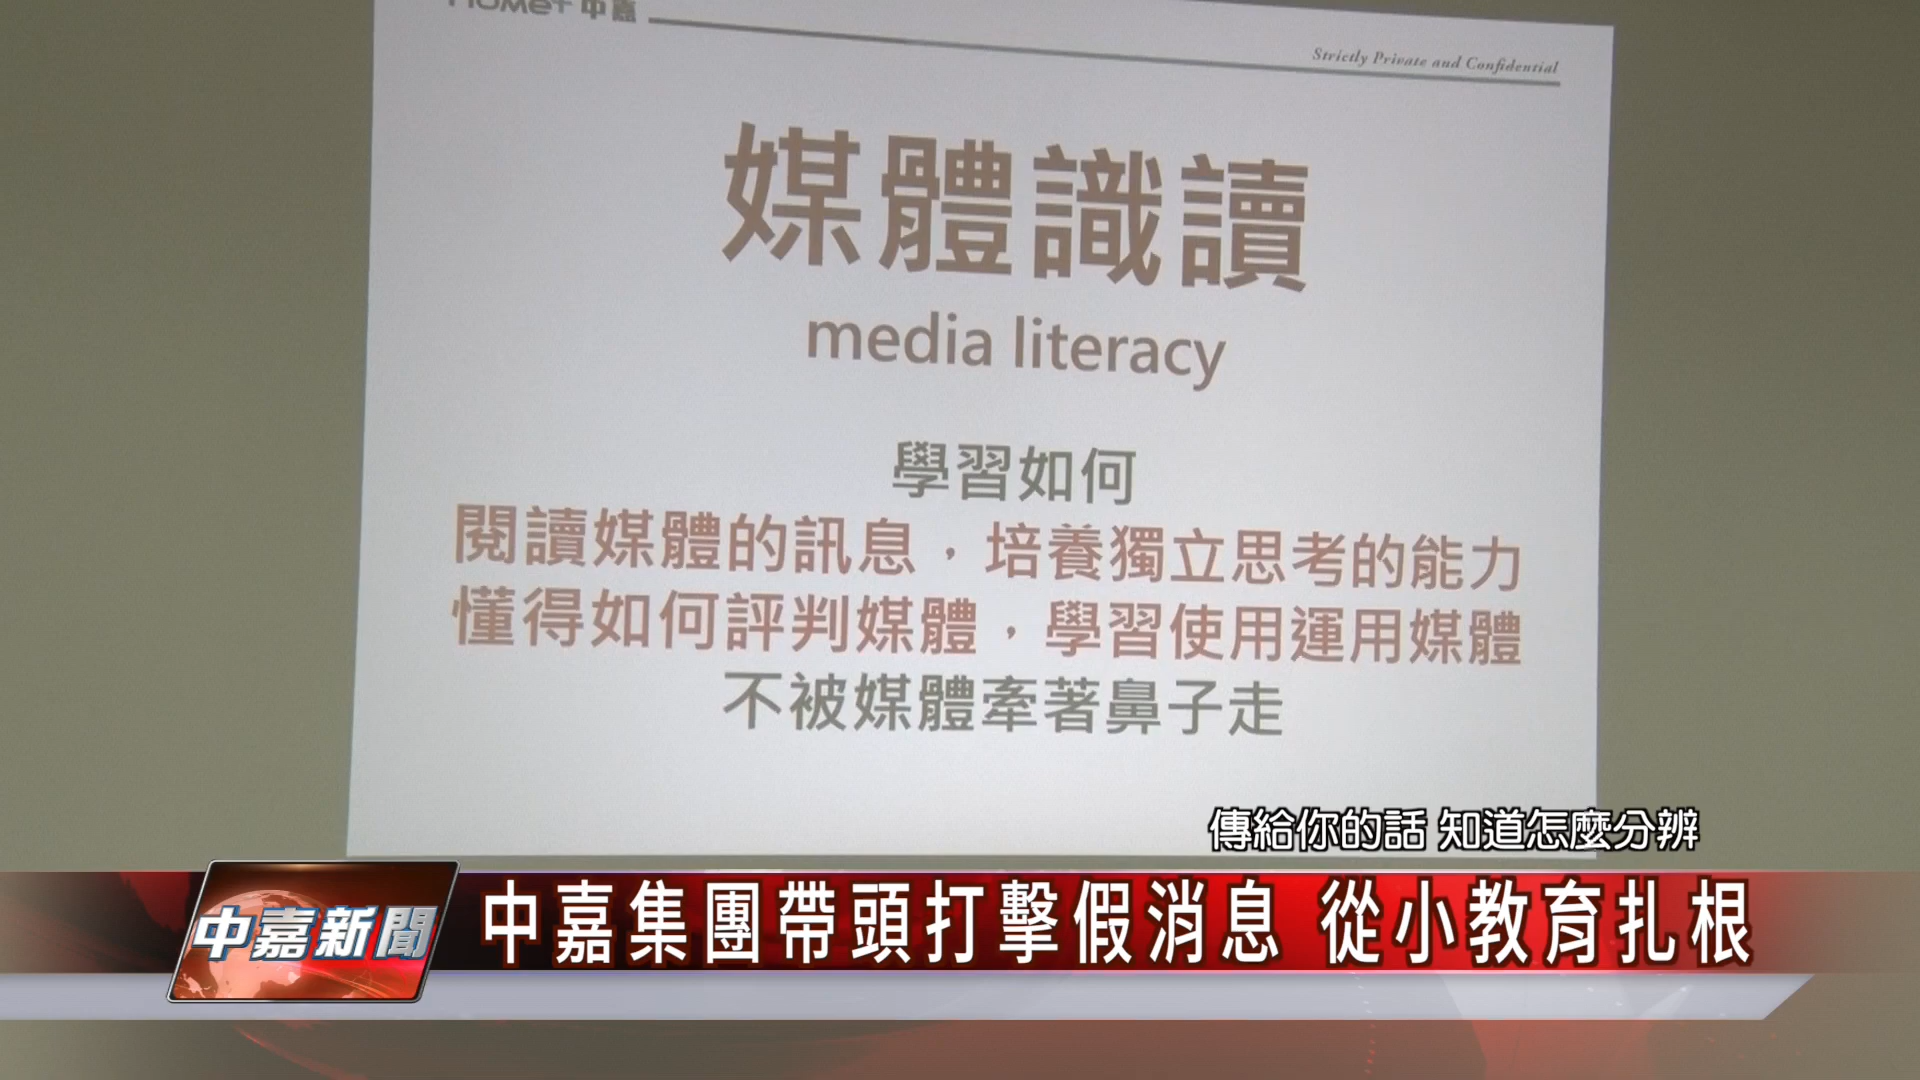 HOMe+ 中嘉
Strictly Private and Confidential
媒體識讀
media literacy
學習如何
閱讀媒體的訊息，培養獨立思考的能力
懂得如何評判媒體，學習使用運用媒體
不被媒體牽著鼻子走
傳給你的話 知道怎麼分辨
中嘉新聞
中嘉集團帶頭打擊假消息 從小教育扎根